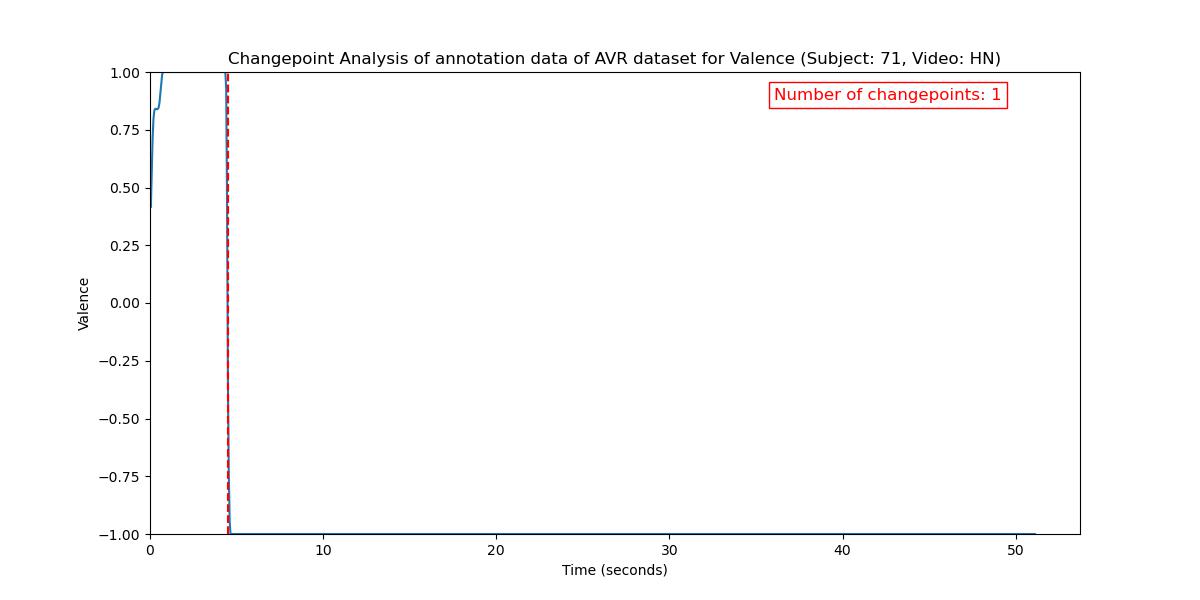 Changepoint Analysis of annotation data of AVR dataset for Valence (Subject: 71, Video: HN)
Number of changepoints: 1
1.00
0.75
0.50
0.25
0.00
−0.25
−0.50
−0.75
−1.00
Valence
0 10 20 30 40 50
Time (seconds)